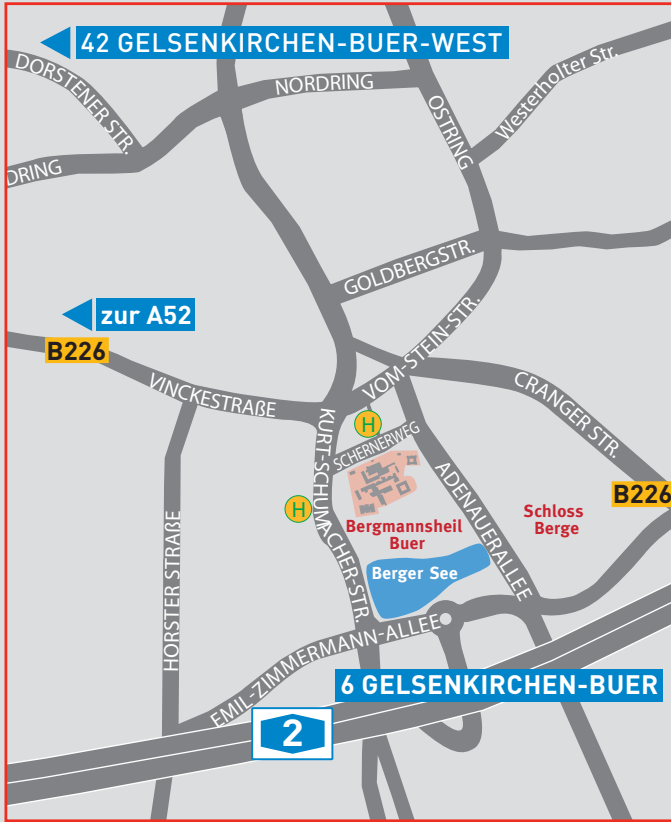 42 GELSENKIRCHEN-BUER-WEST
DORSTENER STR.
NORDRING
OSTRING
Westerholter Str.
DRING
GOLDBERGSTR.
zur A52
B226
VOM-STEIN-STR.
VINCKESTRAßE
CRANGER STR.
KURT-SCHUMACHER-STR.
H
SCHERNERWEG
ADENAUERALLEE
B226
H
Bergmannsheil
Buer
Schloss
Berge
Berger See
HORSTER STRAßE
EMIL-ZIMMERMANN-ALLEE
6 GELSENKIRCHEN-BUER
2